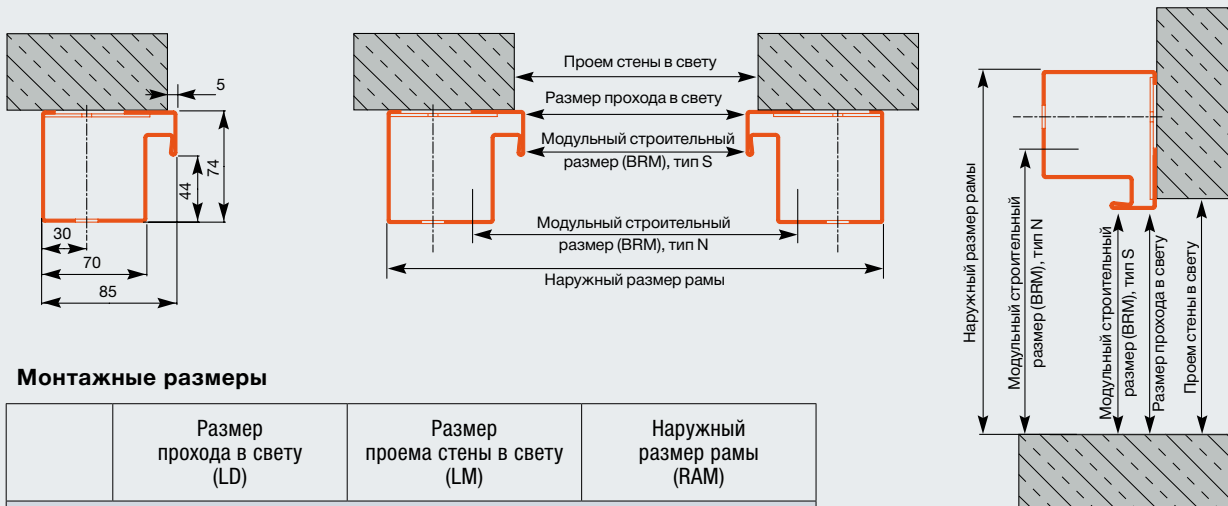 5
74
44
30
70
85
Проем стены в свету
Размер прохода в свету
Модульный строительный
размер (BRM), тип S
Модульный строительный
размер (BRM), тип N
Наружный размер рамы
Наружный размер рамы
Модульный строительный
размер (BRM), тип N
Модульный строительный
размер (BRM), тип S
Размер прохода в свету
Проем стены в свету
Монтажные размеры
Размер
прохода в свету
(LD)
Размер
проема стены в свету
(LM)
Наружный
размер рамы
(RAM)